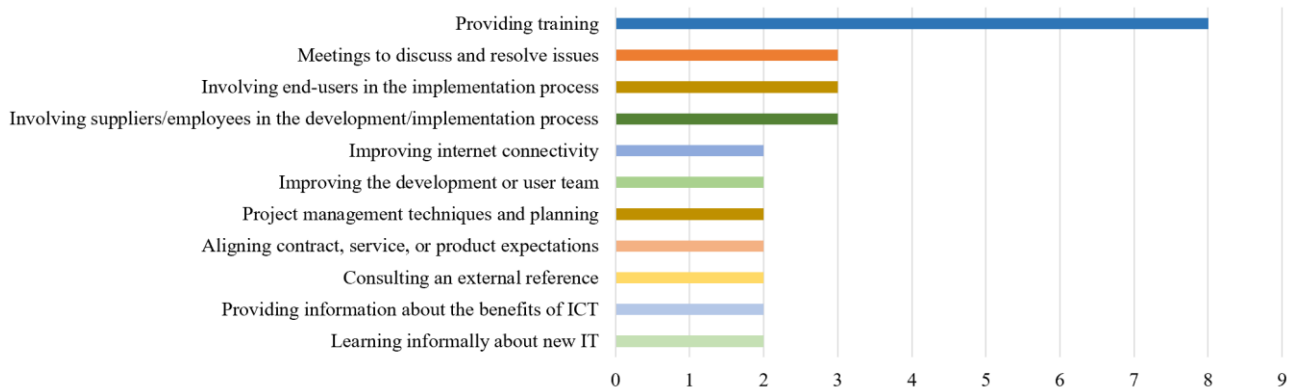 Providing training
Meetings to discuss and resolve issues
Involving end-users in the implementation process
Involving suppliers/employees in the development/implementation process
Improving internet connectivity
Improving the development or user team
Project management techniques and planning
Aligning contract, service, or product expectations
Consulting an external reference
Providing information about the benefits of ICT
Learning informally about new IT
0 1 2 3 4 5 6 7 8 9